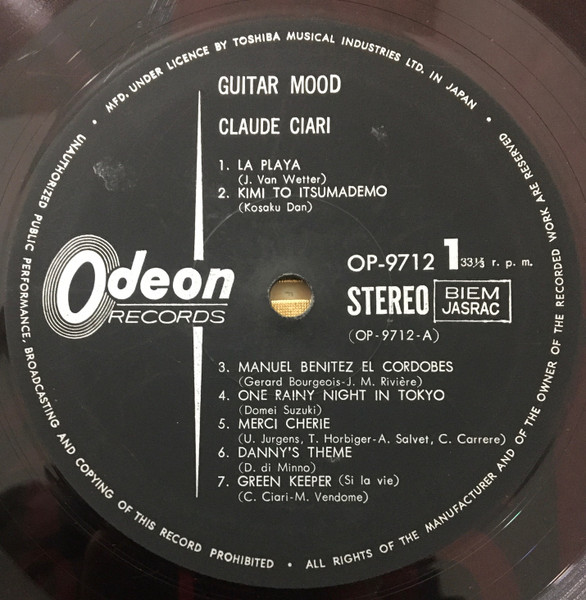 • MFD. UNDER LICENCE BY TOSHIBA MUSICAL INDUSTRIES LTD. IN JAPAN •
GUITAR MOOD
CLAUDE CIARI
1. LA PLAYA
(J. Van Wetter)
2. KIMI TO ITSUMADEMO
(Kosaku Dan)
Odeon
RECORDS
OP-9712 1 33⅓ r. p. m.
STEREO BIEM
JASRAC
(OP-9712-A)
3. MANUEL BENITEZ EL CORDOBES
(Gerard Bourgeois-J. M. Rivière)
4. ONE RAINY NIGHT IN TOKYO
(Domei Suzuki)
5. MERCI CHERIE
(U. Jurgens, T. Horbiger-A. Salvet, C. Carrere)
6. DANNY'S THEME
(D. di Minno)
7. GREEN KEEPER (Si la vie)
(C. Ciari-M. Vendome)
UNAUTHORIZED PUBLIC PERFORMANCE, BROADCASTING AND COPYING OF THIS RECORD PROHIBITED • ALL RIGHTS OF THE MANUFACTURER AND OF THE OWNER OF THE RECORDED WORK ARE RESERVED